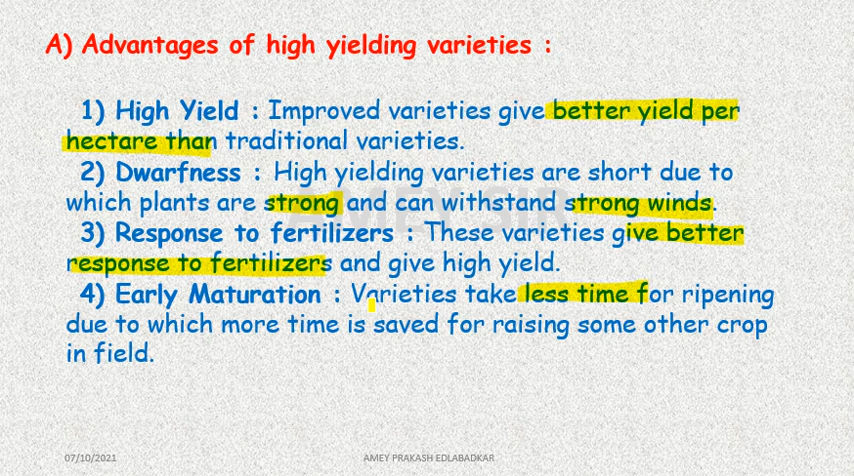 A) Advantages of high yielding varieties :
1) High Yield : Improved varieties give better yield per
hectare than traditional varieties.
2) Dwarfness : High yielding varieties are short due to
which plants are strong and can withstand strong winds.
AMEY SIR
3) Response to fertilizers : These varieties give better
response to fertilizers and give high yield.
4) Early Maturation : Varieties take less time for ripening
due to which more time is saved for raising some other crop
in field.
07/10/2021
AMEY PRAKASH EDLABADKAR